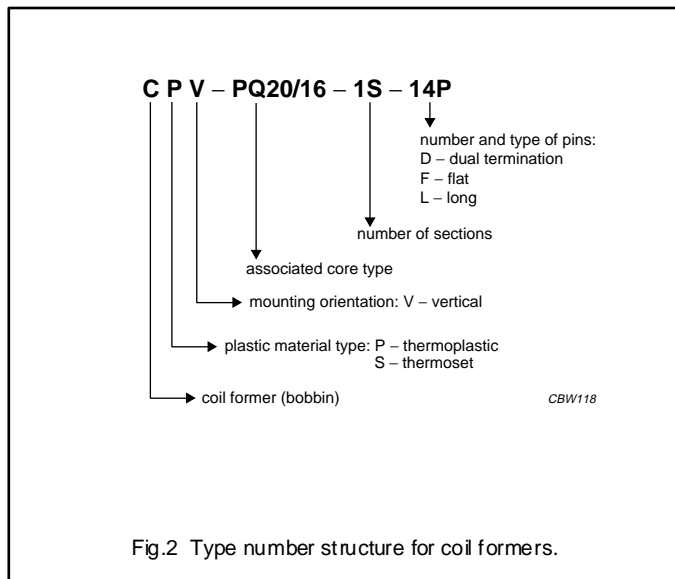 C P V – PQ20/16 – 1S – 14P
number and type of pins:
D – dual termination
F – flat
L – long
number of sections
associated core type
mounting orientation: V – vertical
plastic material type: P – thermoplastic
S – thermoset
coil former (bobbin)
CBW118
Fig.2 Type number structure for coil formers.